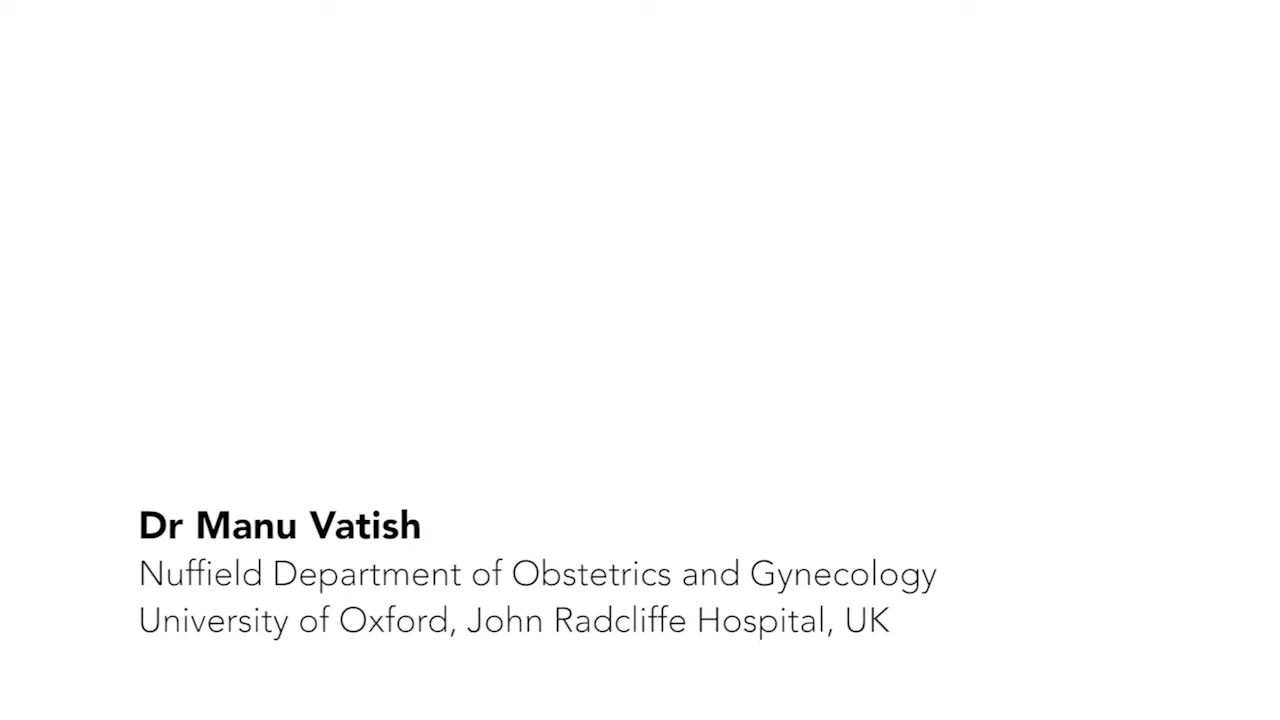 Dr Manu Vatish
Nuffield Department of Obstetrics and Gynecology
University of Oxford, John Radcliffe Hospital, UK